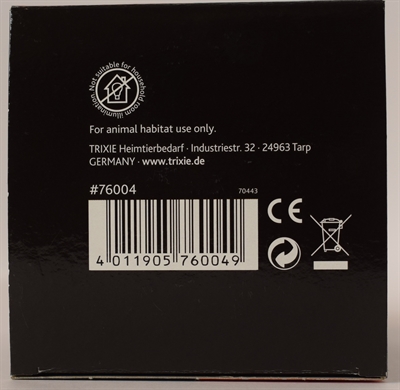 Not suitable for household
room illumination
For animal habitat use only.
TRIXIE Heimtierbedarf · Industriestr. 32 · 24963 Tarp
GERMANY · www.trixie.de
#76004
70443
CE
4 011905 760049